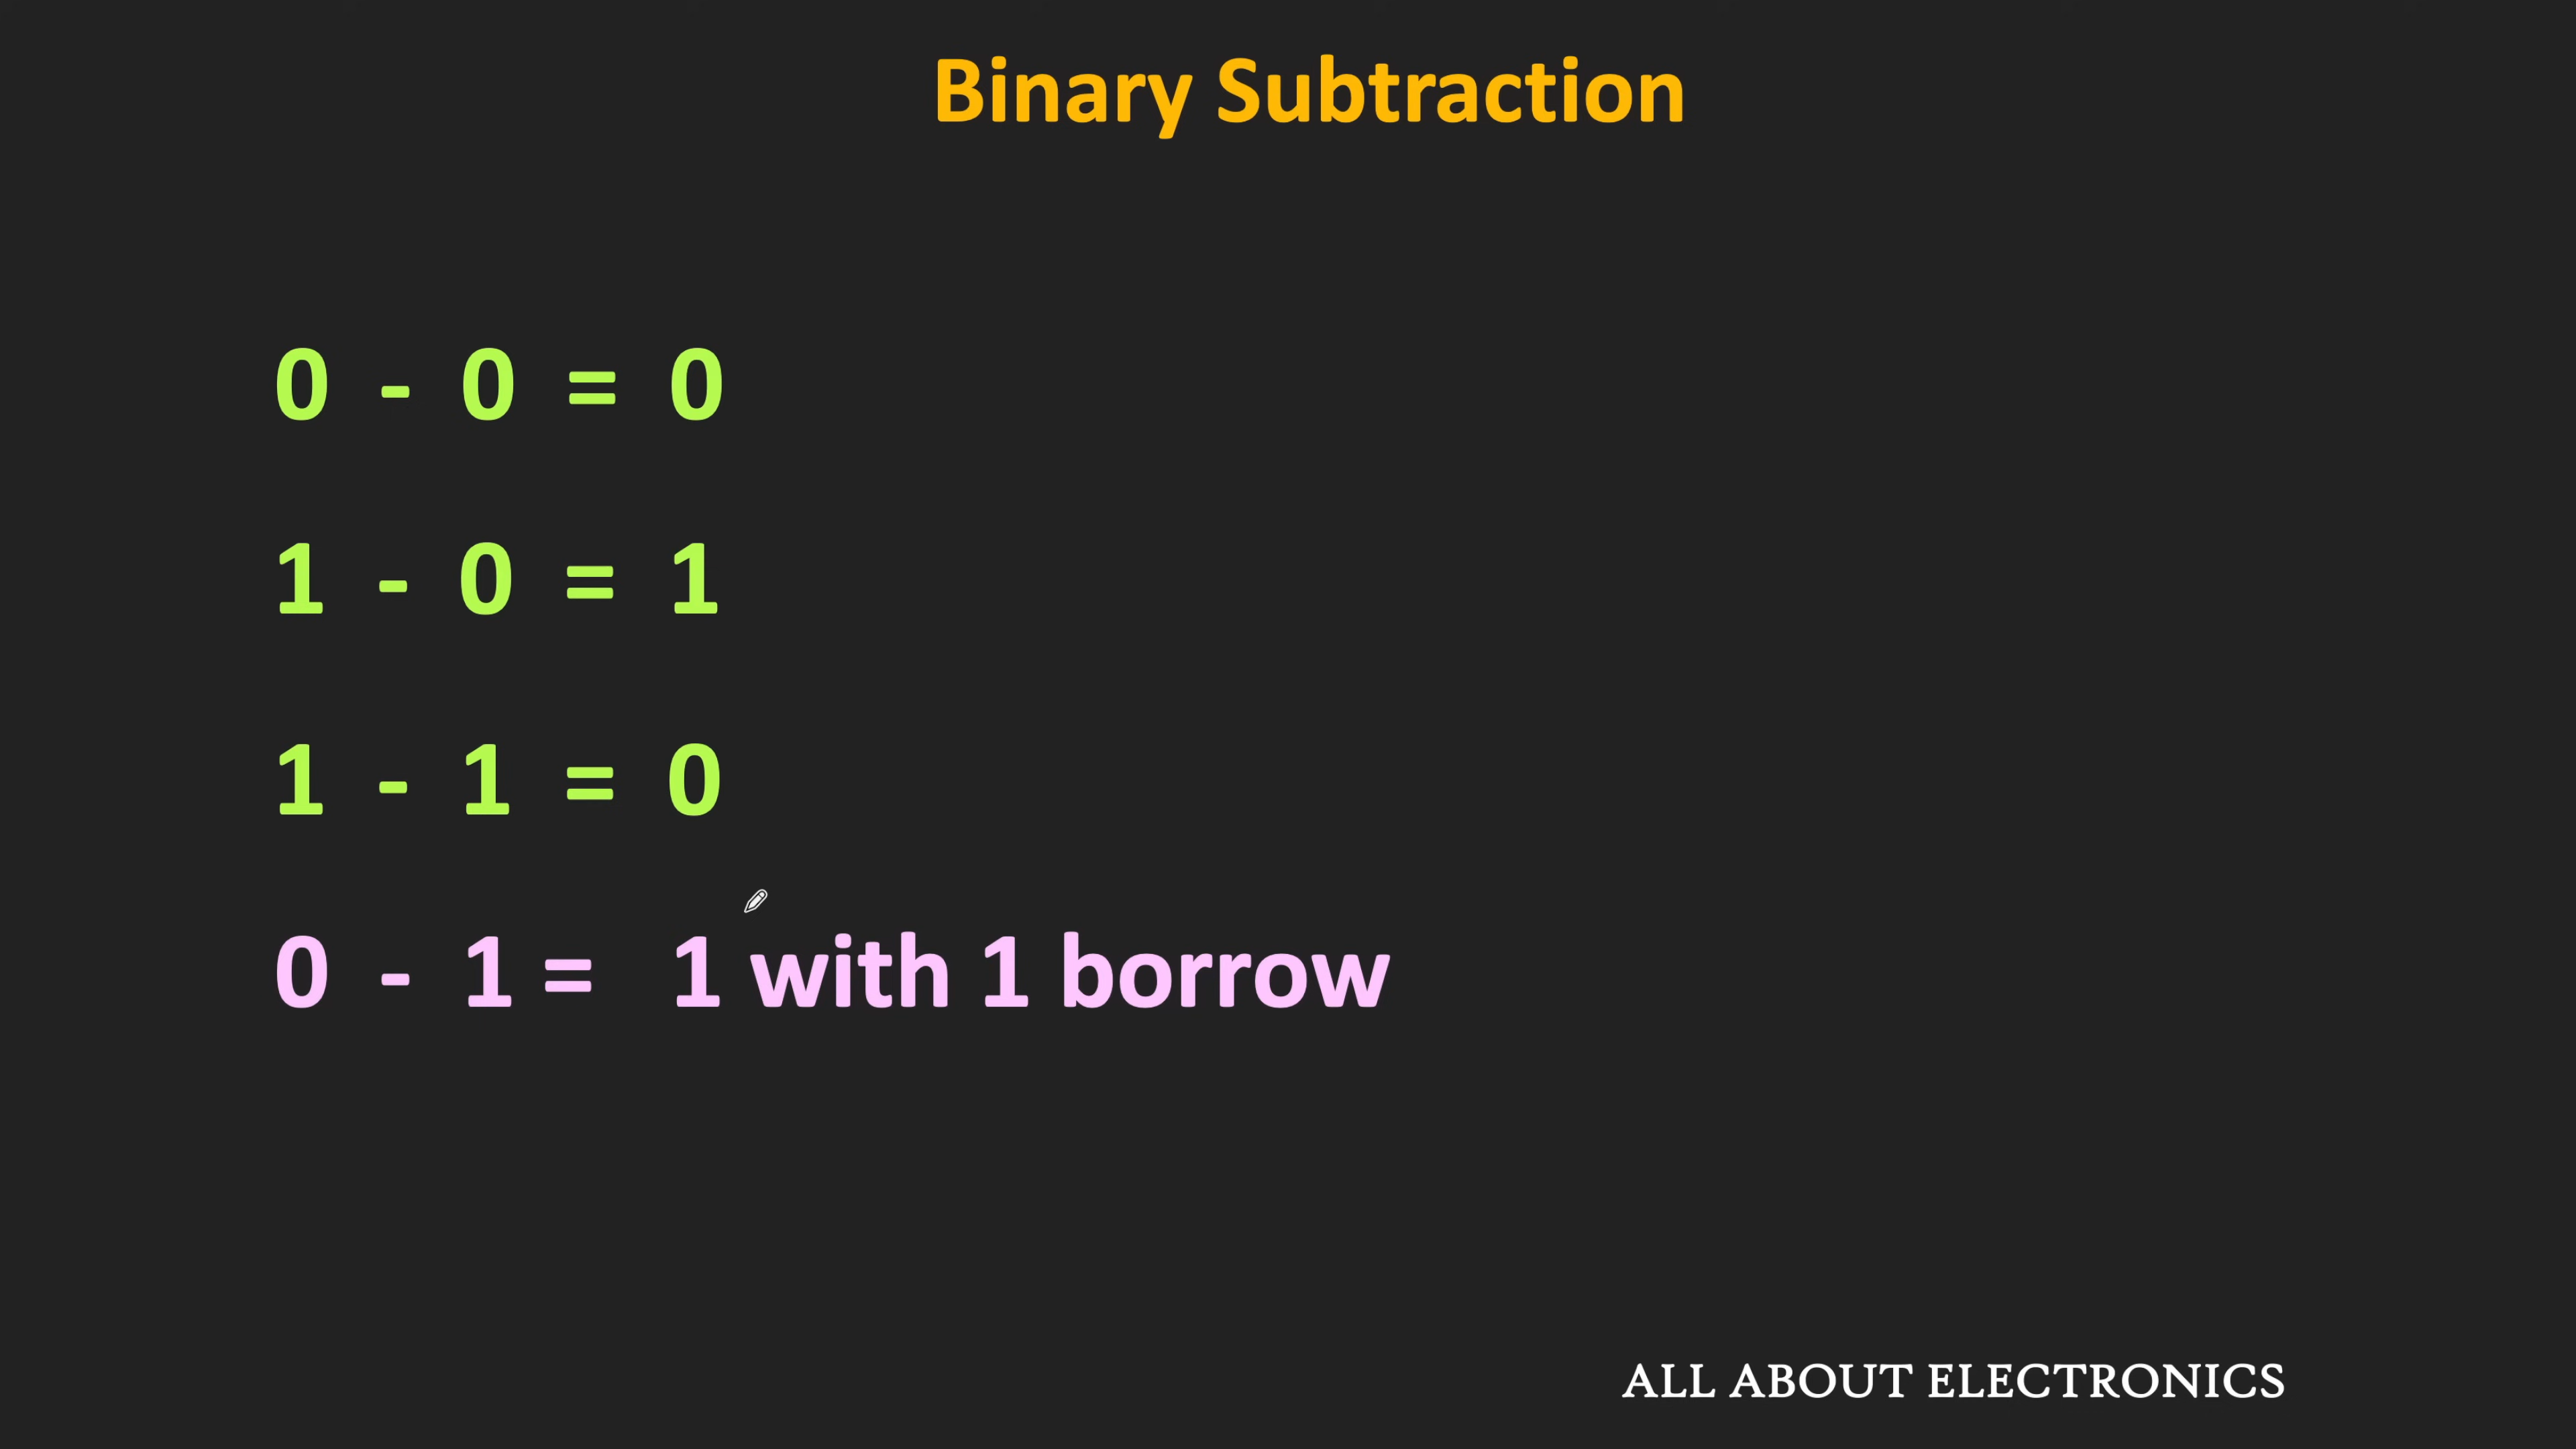 Binary Subtraction
0 - 0 = 0
1 - 0 = 1
1 - 1 = 0
0 - 1 = 1 with 1 borrow
ALL ABOUT ELECTRONICS